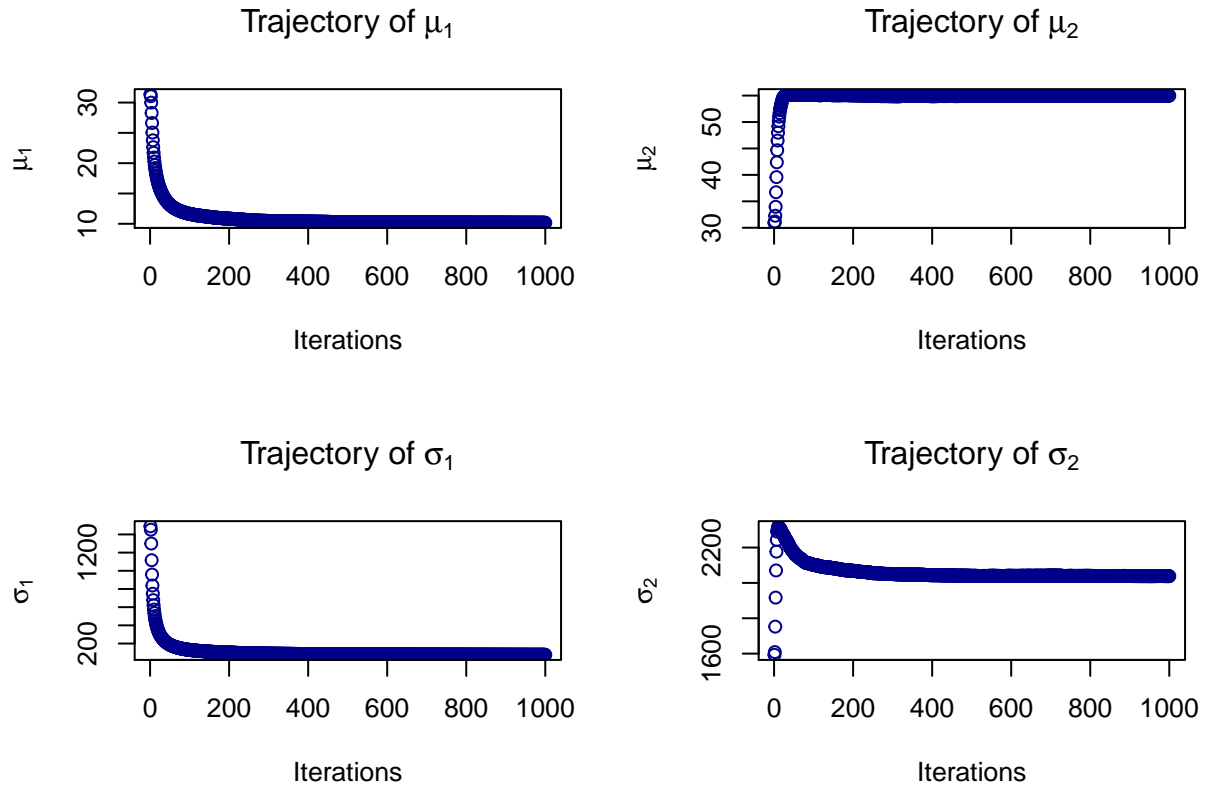 Trajectory of μ1
Trajectory of μ2
μ1
10 20 30
0 200 400 600 800 1000
Iterations
μ2
30 40 50
0 200 400 600 800 1000
Iterations
Trajectory of σ1
Trajectory of σ2
σ1
200 1200
0 200 400 600 800 1000
Iterations
σ2
1600 2200
0 200 400 600 800 1000
Iterations